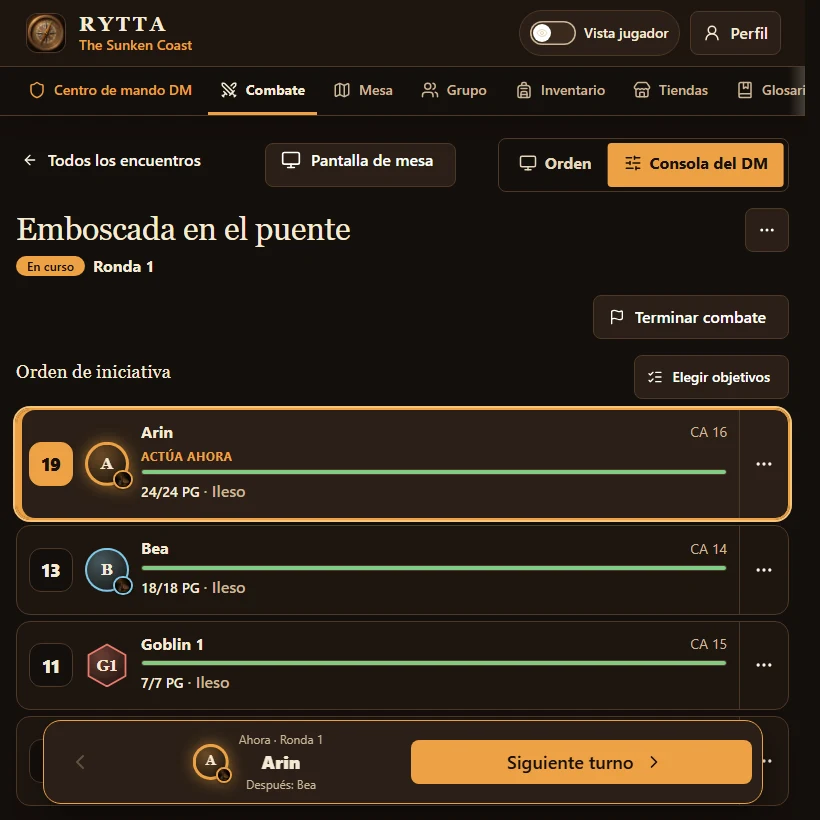 RYTTA
The Sunken Coast
Vista jugador
Perfil
Centro de mando DM
Combate
Mesa
Grupo
Inventario
Tiendas
Glosari
Todos los encuentros
Pantalla de mesa
Orden
Consola del DM
Emboscada en el puente
En curso
Ronda 1
Terminar combate
Orden de iniciativa
Elegir objetivos
19
A
Arin
CA 16
ACTÚA AHORA
24/24 PG · Ileso
13
B
Bea
CA 14
18/18 PG · Ileso
11
G1
Goblin 1
CA 15
7/7 PG · Ileso
A
Ahora · Ronda 1
Arin
Después: Bea
Siguiente turno